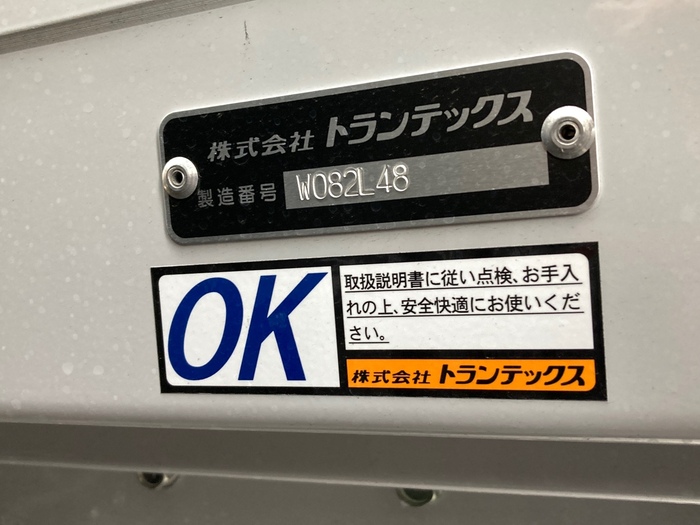 株式会社 トランテックス
製造番号 W082L48
OK
取扱説明書に従い点検、お手入
れの上、安全快適にお使いくだ
さい。
株式会社 トランテックス